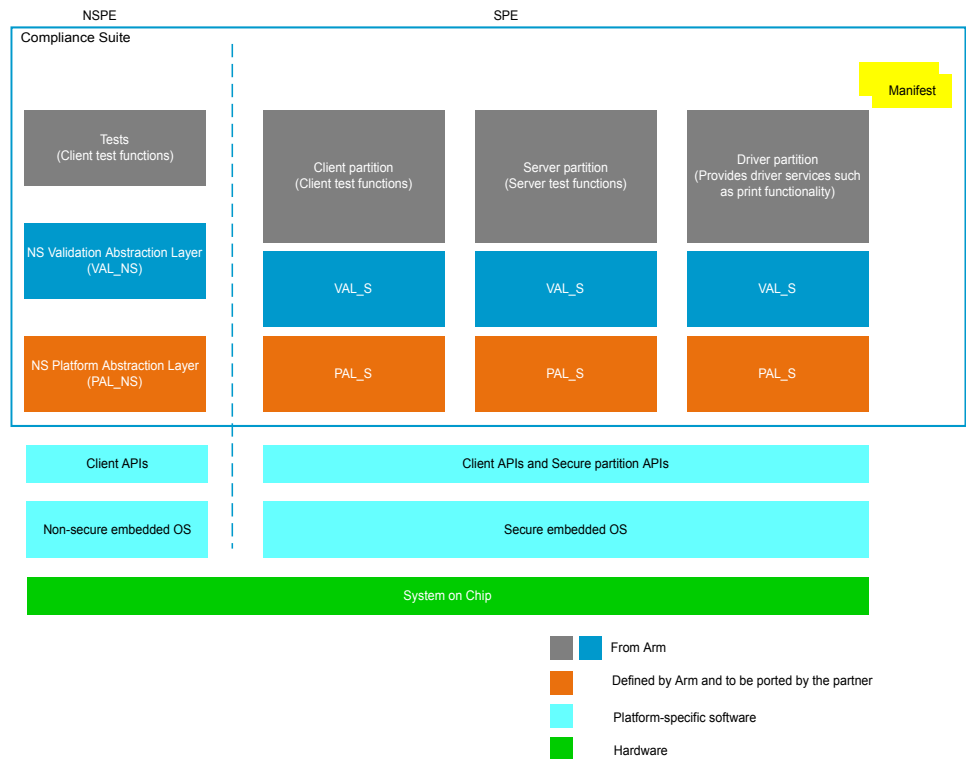 NSPE
SPE
Compliance Suite
Manifest
Tests
(Client test functions)
Client partition
(Client test functions)
Server partition
(Server test functions)
Driver partition
(Provides driver services such
as print functionality)
NS Validation Abstraction Layer
(VAL_NS)
VAL_S
VAL_S
VAL_S
NS Platform Abstraction Layer
(PAL_NS)
PAL_S
PAL_S
PAL_S
Client APIs
Client APIs and Secure partition APIs
Non-secure embedded OS
Secure embedded OS
System on Chip
From Arm
Defined by Arm and to be ported by the partner
Platform-specific software
Hardware